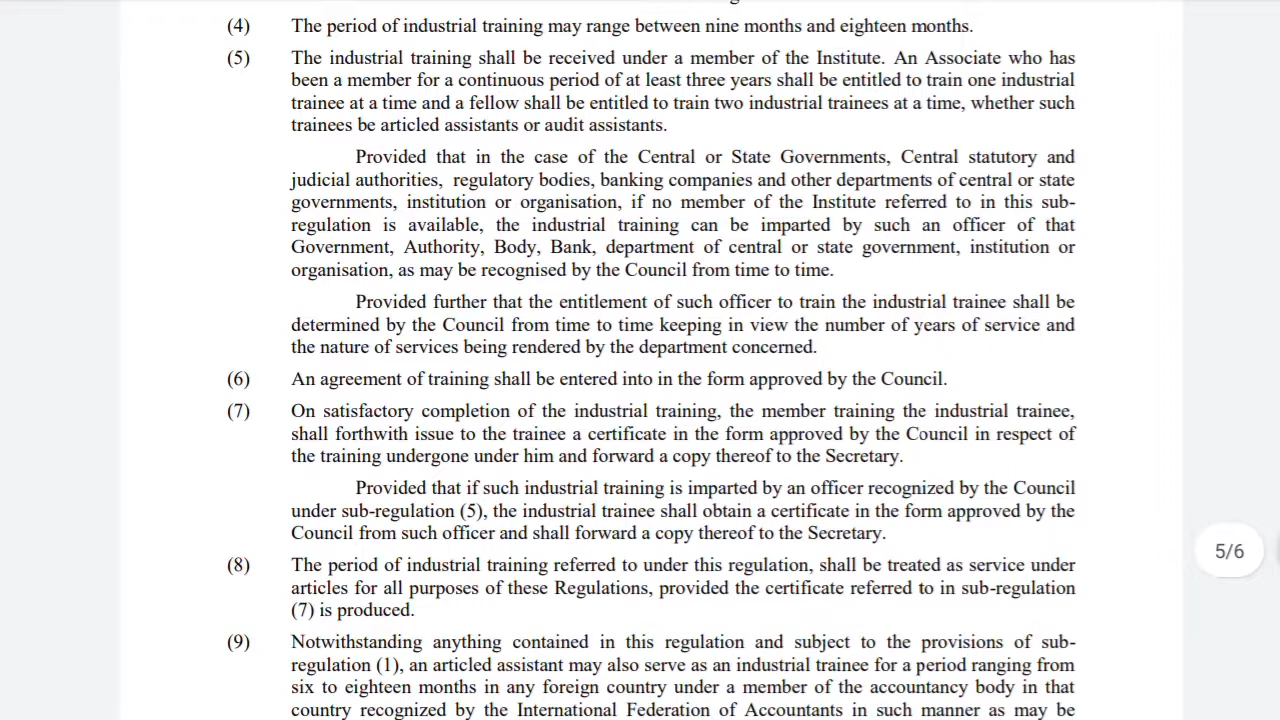 (4) The period of industrial training may range between nine months and eighteen months.
(5) The industrial training shall be received under a member of the Institute. An Associate who has
been a member for a continuous period of at least three years shall be entitled to train one industrial
trainee at a time and a fellow shall be entitled to train two industrial trainees at a time, whether such
trainees be articled assistants or audit assistants.
Provided that in the case of the Central or State Governments, Central statutory and
judicial authorities, regulatory bodies, banking companies and other departments of central or state
governments, institution or organisation, if no member of the Institute referred to in this sub-
regulation is available, the industrial training can be imparted by such an officer of that
Government, Authority, Body, Bank, department of central or state government, institution or
organisation, as may be recognised by the Council from time to time.
Provided further that the entitlement of such officer to train the industrial trainee shall be
determined by the Council from time to time keeping in view the number of years of service and
the nature of services being rendered by the department concerned.
(6) An agreement of training shall be entered into in the form approved by the Council.
(7) On satisfactory completion of the industrial training, the member training the industrial trainee,
shall forthwith issue to the trainee a certificate in the form approved by the Council in respect of
the training undergone under him and forward a copy thereof to the Secretary.
Provided that if such industrial training is imparted by an officer recognized by the Council
under sub-regulation (5), the industrial trainee shall obtain a certificate in the form approved by the
Council from such officer and shall forward a copy thereof to the Secretary.
5/6
(8) The period of industrial training referred to under this regulation, shall be treated as service under
articles for all purposes of these Regulations, provided the certificate referred to in sub-regulation
(7) is produced.
(9) Notwithstanding anything contained in this regulation and subject to the provisions of sub-
regulation (1), an articled assistant may also serve as an industrial trainee for a period ranging from
six to eighteen months in any foreign country under a member of the accountancy body in that
country recognized by the International Federation of Accountants in such manner as may be